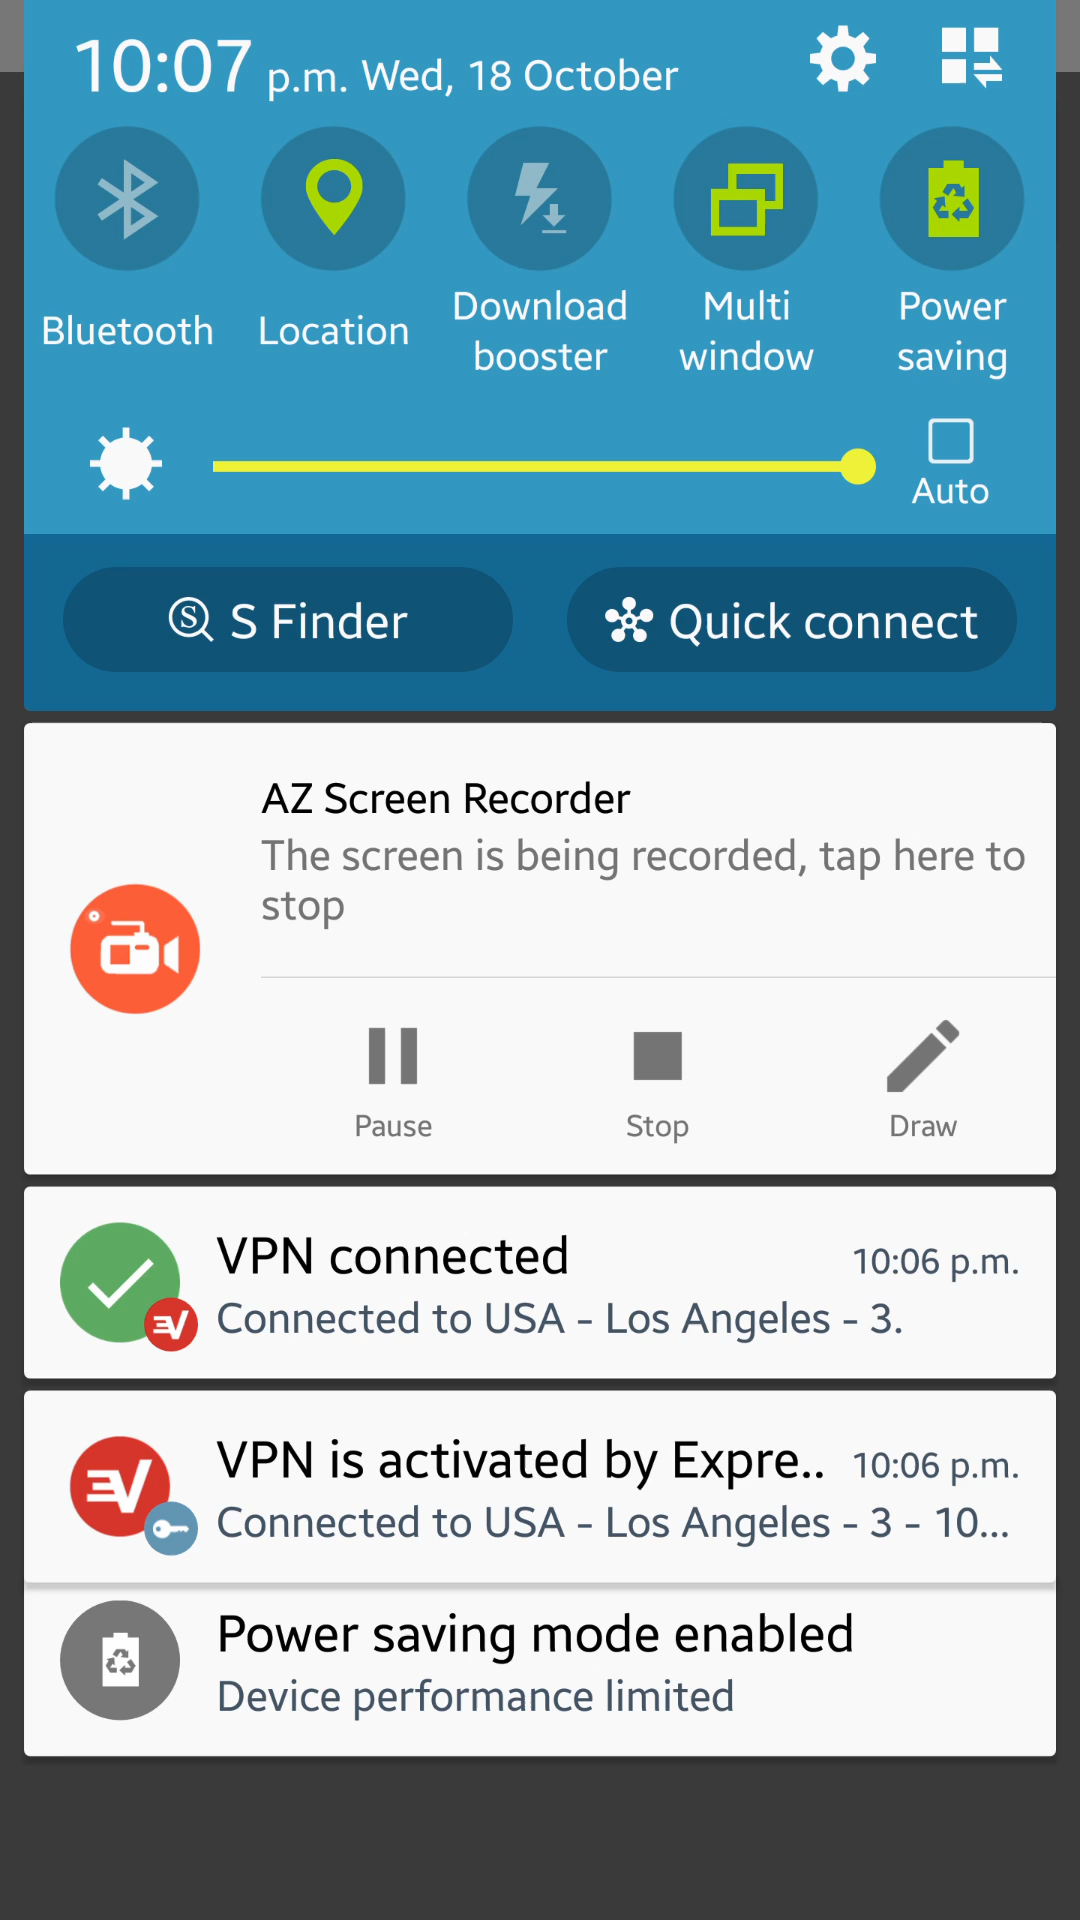 10:07 p.m. Wed, 18 October
Bluetooth
Location
Download booster
Multi window
Power saving
Auto
S Finder
Quick connect
AZ Screen Recorder
The screen is being recorded, tap here to
stop
Pause
Stop
Draw
VPN connected 10:06 p.m.
Connected to USA - Los Angeles - 3.
VPN is activated by Expre.. 10:06 p.m.
Connected to USA - Los Angeles - 3 - 10...
Power saving mode enabled
Device performance limited